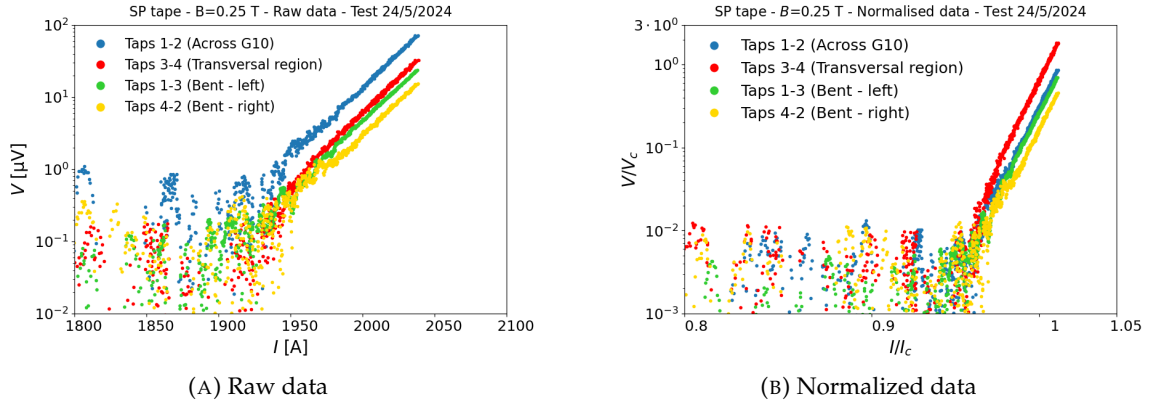 SP tape - B=0.25 T - Raw data - Test 24/5/2024
10²
10¹
10⁰
10⁻¹
10⁻²
V [µV]
Taps 1-2 (Across G10)
Taps 3-4 (Transversal region)
Taps 1-3 (Bent - left)
Taps 4-2 (Bent - right)
1800 1850 1900 1950 2000 2100
I [A]
(A) Raw data
SP tape - B=0.25 T - Normalised data - Test 24/5/2024
3 · 10⁰
10⁰
10⁻¹
10⁻²
10⁻³
V/Vc
Taps 1-2 (Across G10)
Taps 3-4 (Transversal region)
Taps 1-3 (Bent - left)
Taps 4-2 (Bent - right)
0.8 0.9 1 1.05
I/Ic
(B) Normalized data